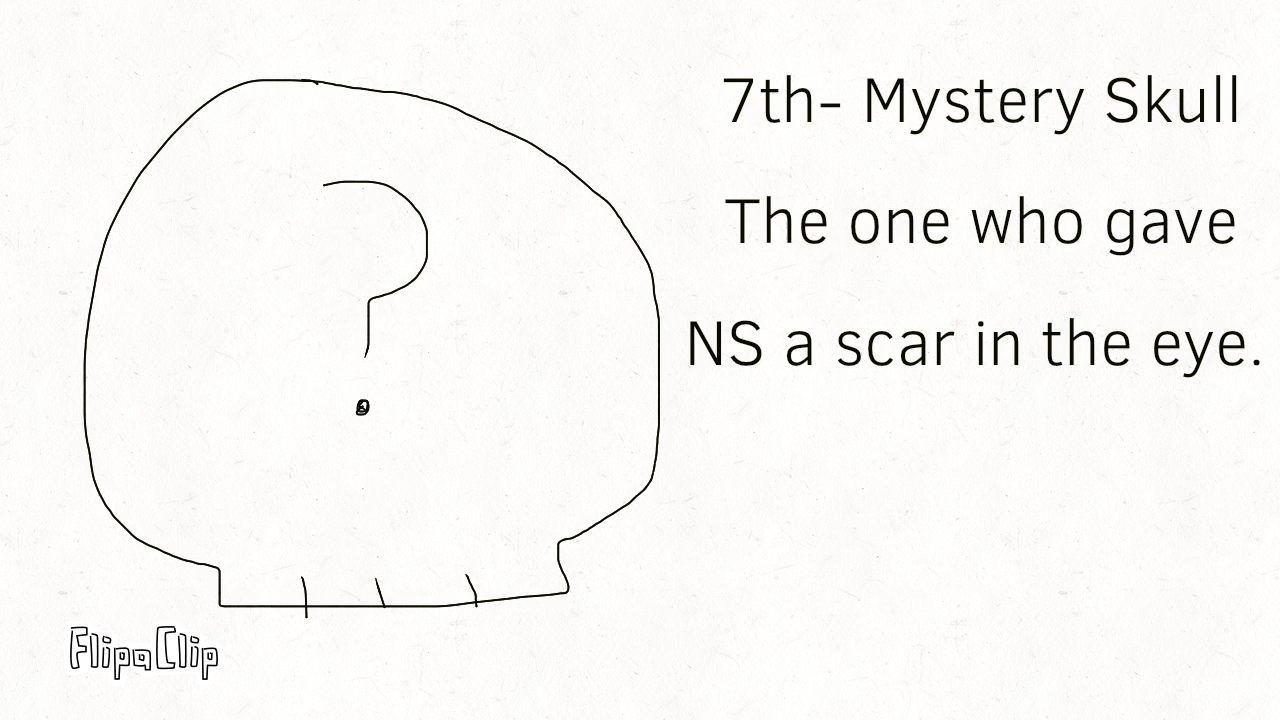 7th- Mystery Skull
The one who gave
NS a scar in the eye.
?
FlipaClip